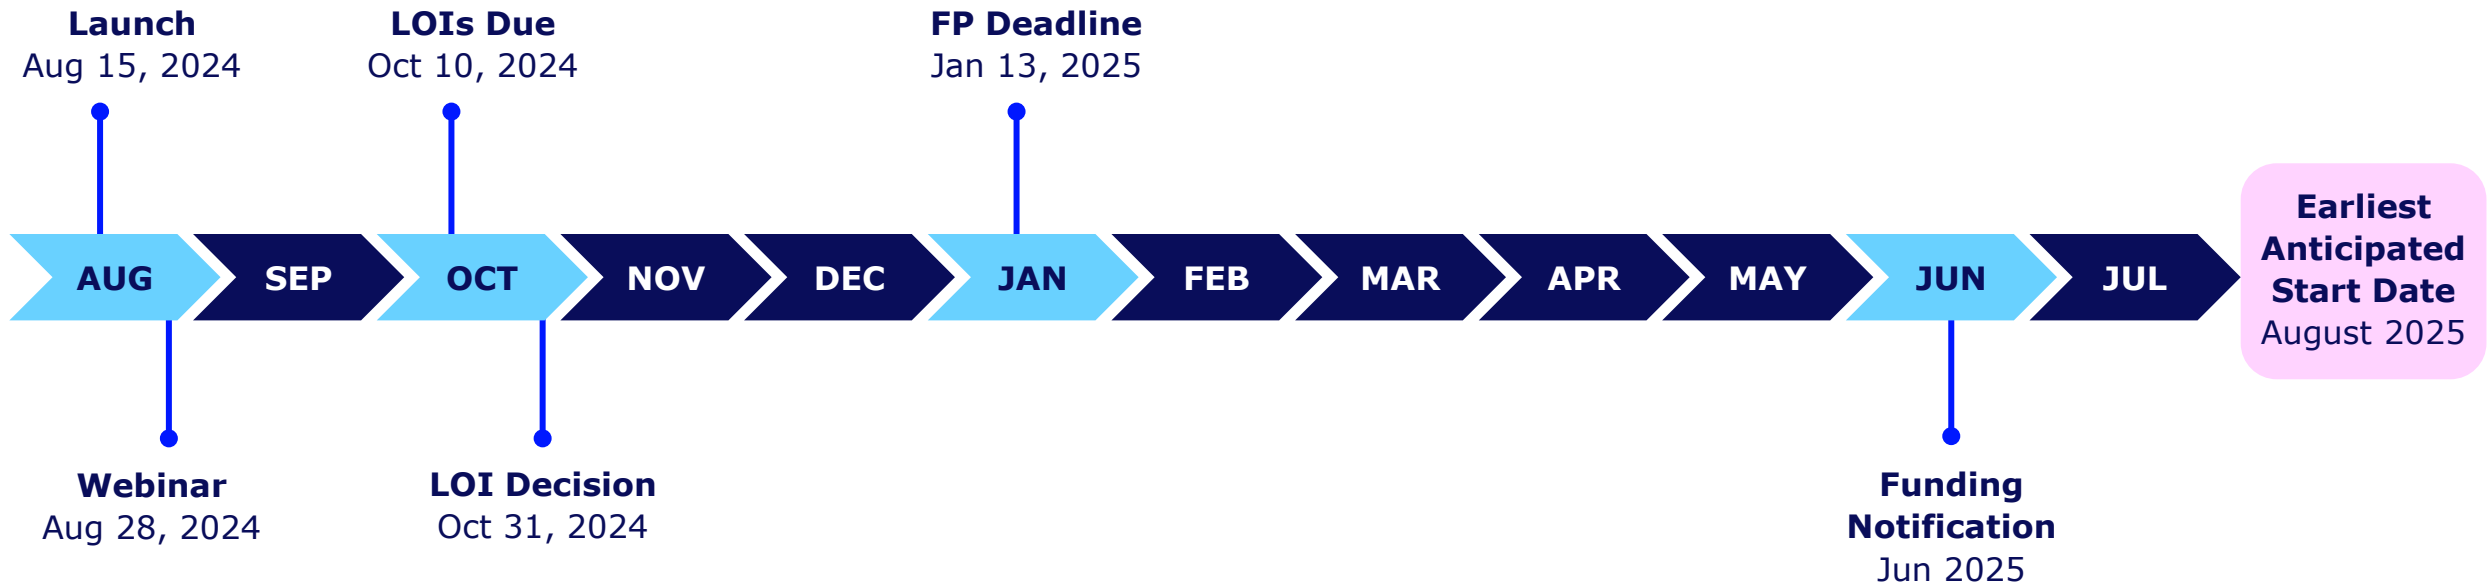 Launch
Aug 15, 2024
LOIs Due
Oct 10, 2024
FP Deadline
Jan 13, 2025
AUG
SEP
OCT
NOV
DEC
JAN
FEB
MAR
APR
MAY
JUN
JUL
Earliest
Anticipated
Start Date
August 2025
Webinar
Aug 28, 2024
LOI Decision
Oct 31, 2024
Funding
Notification
Jun 2025